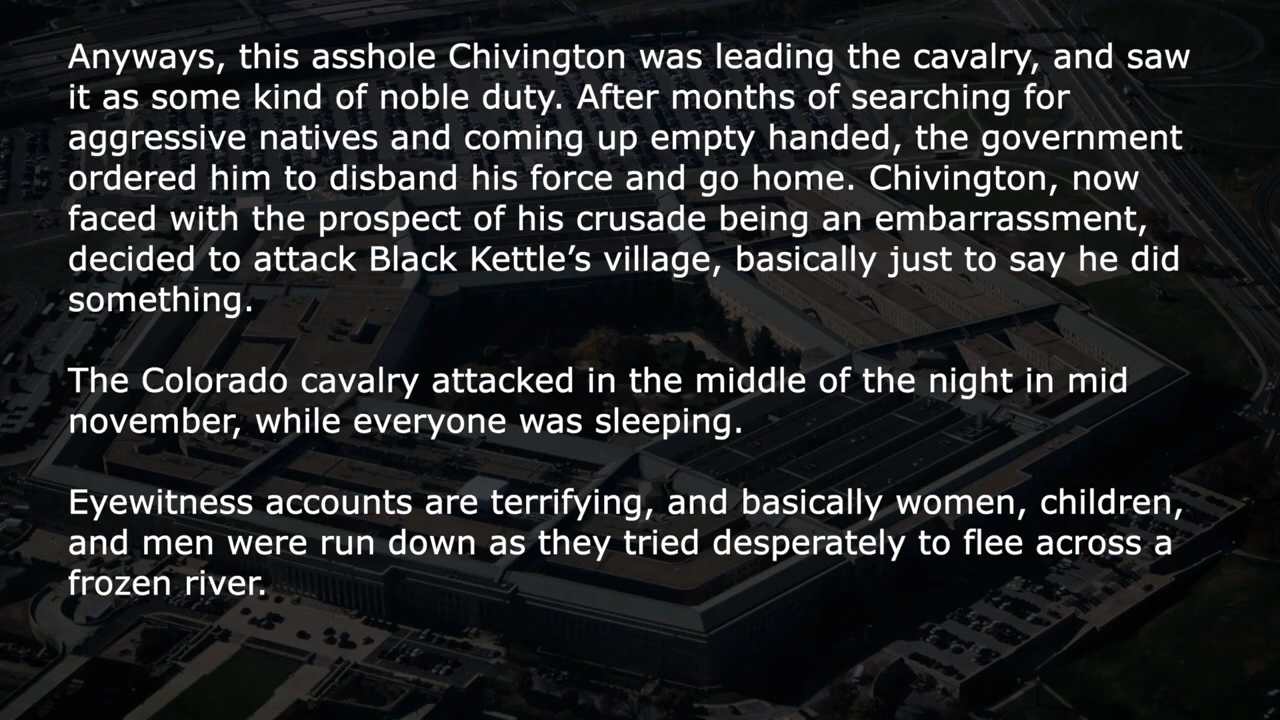 Anyways, this asshole Chivington was leading the cavalry, and saw
it as some kind of noble duty. After months of searching for
aggressive natives and coming up empty handed, the government
ordered him to disband his force and go home. Chivington, now
faced with the prospect of his crusade being an embarrassment,
decided to attack Black Kettle’s village, basically just to say he did
something.
The Colorado cavalry attacked in the middle of the night in mid
november, while everyone was sleeping.
Eyewitness accounts are terrifying, and basically women, children,
and men were run down as they tried desperately to flee across a
frozen river.